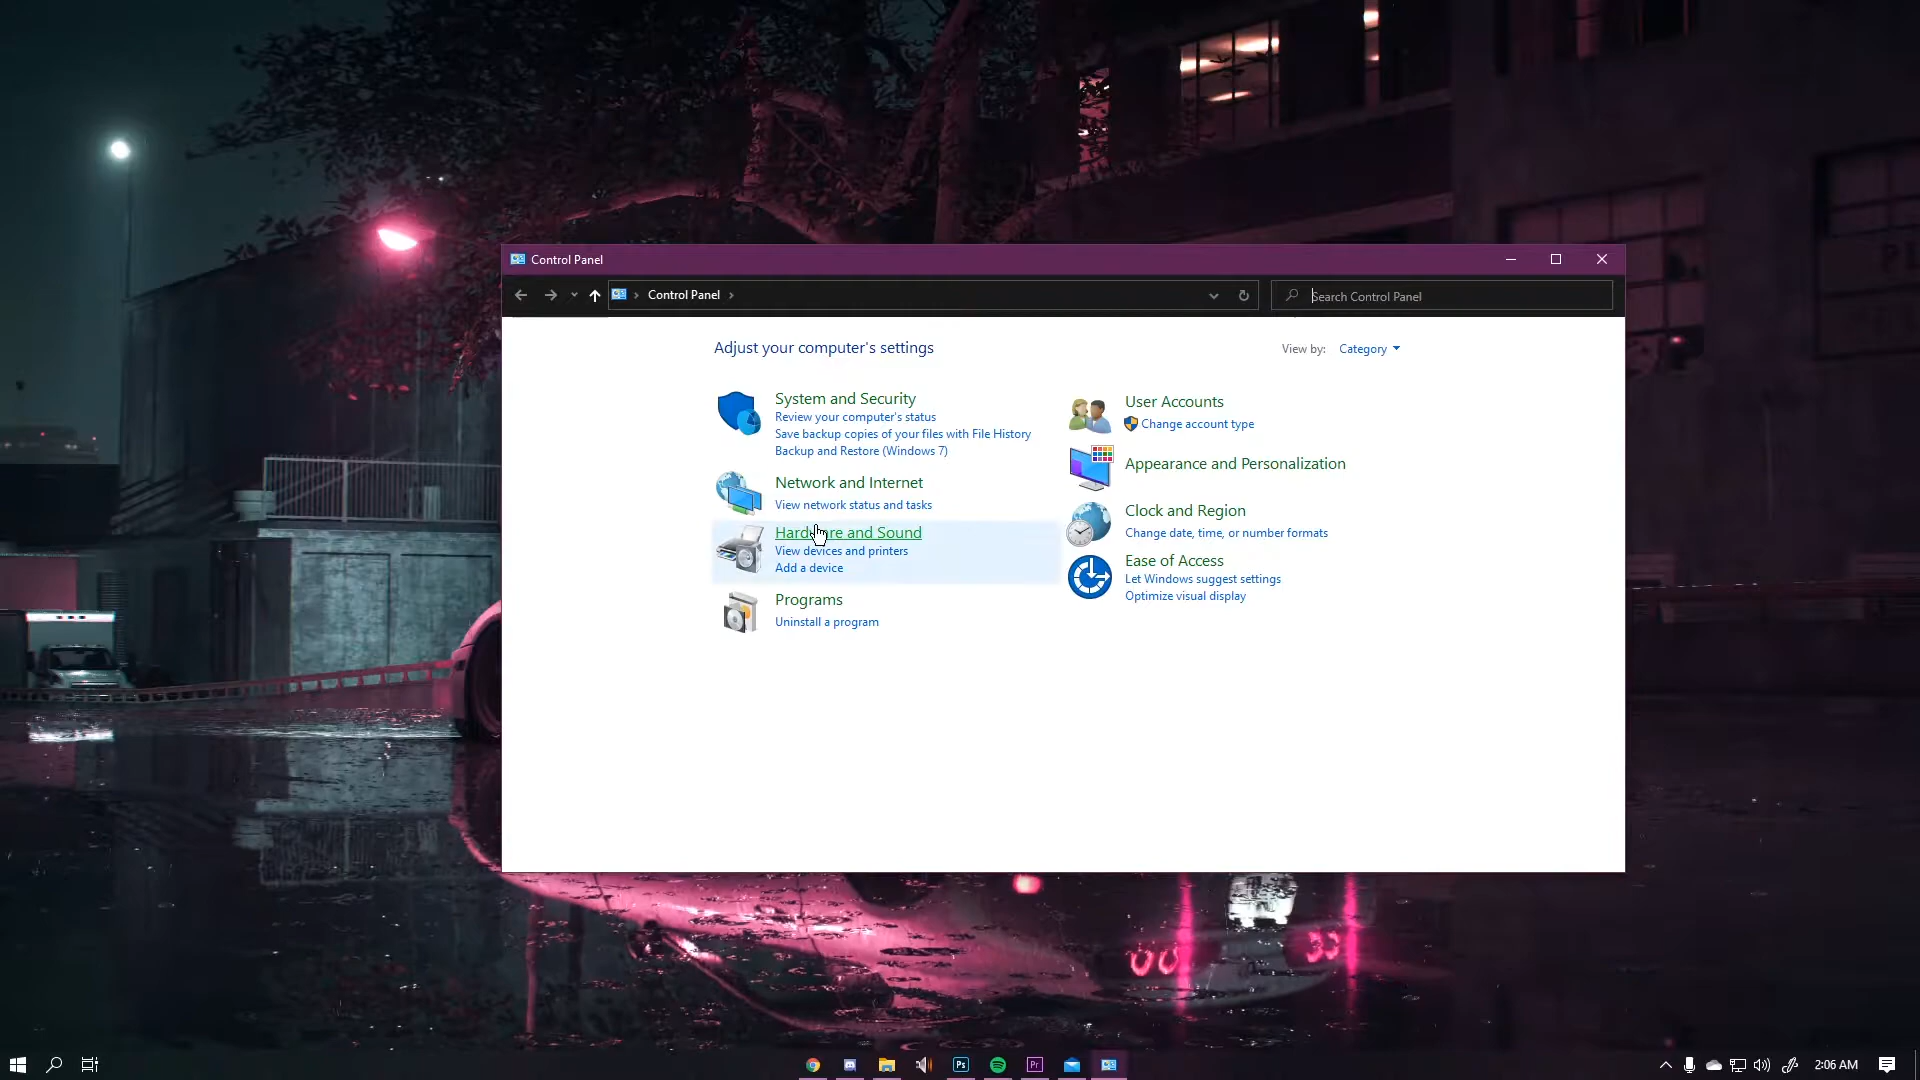 Control Panel
Control Panel
Search Control Panel
Adjust your computer's settings
View by: Category
System and Security
Review your computer's status
Save backup copies of your files with File History
Backup and Restore (Windows 7)
Network and Internet
View network status and tasks
Hardware and Sound
View devices and printers
Add a device
Programs
Uninstall a program
User Accounts
Change account type
Appearance and Personalization
Clock and Region
Change date, time, or number formats
Ease of Access
Let Windows suggest settings
Optimize visual display
Ps
Pr
2:06 AM